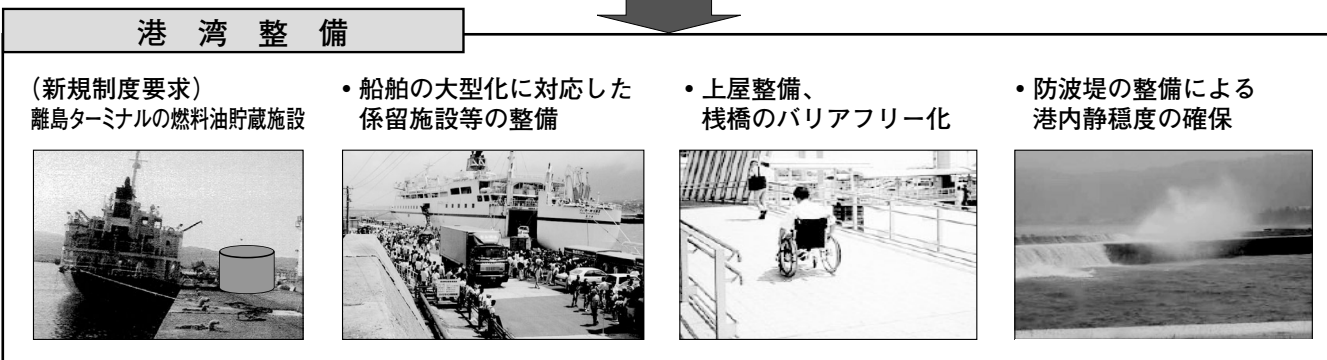 港湾整備
（新規制度要求）
離島ターミナルの燃料油貯蔵施設
・船舶の大型化に対応した
係留施設等の整備
・上屋整備、
桟橋のバリアフリー化
・防波堤の整備による
港内静穏度の確保